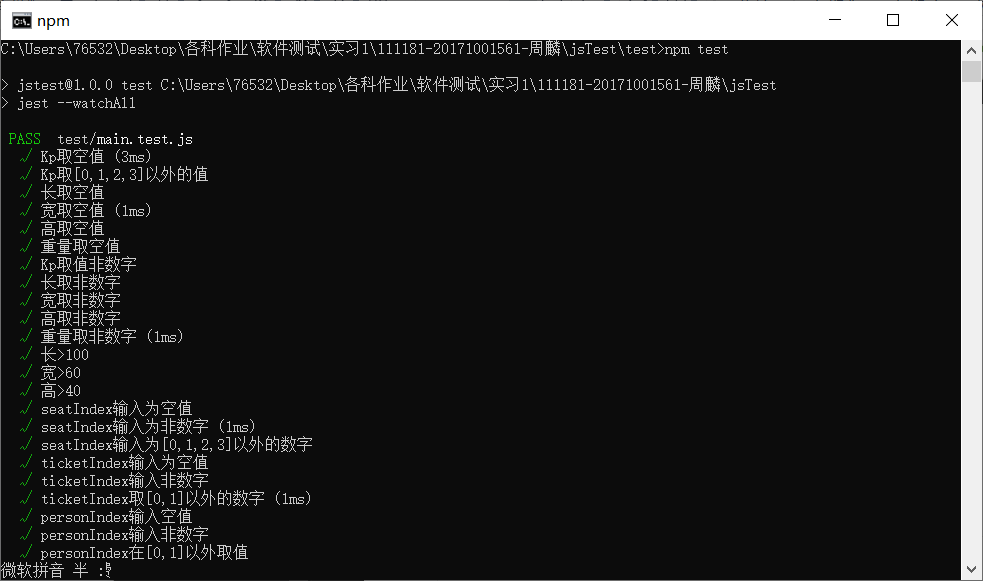 npm
C:\Users\76532\Desktop\各科作业\软件测试\实习1\111181-20171001561-周麟\jsTest\test>npm test
> jstest@1.0.0 test C:\Users\76532\Desktop\各科作业\软件测试\实习1\111181-20171001561-周麟\jsTest
> jest --watchAll
PASS test/main.test.js
√ Kp取空值 (3ms)
√ Kp取[0,1,2,3]以外的值
√ 长取空值
√ 宽取空值 (1ms)
√ 高取空值
√ 重量取空值
√ Kp取值非数字
√ 长取非数字
√ 宽取非数字
√ 高取非数字
√ 重量取非数字 (1ms)
√ 长>100
√ 宽>60
√ 高>40
√ seatIndex输入为空值
√ seatIndex输入为非数字 (1ms)
√ seatIndex输入为[0,1,2,3]以外的数字
√ ticketIndex输入为空值
√ ticketIndex输入非数字
√ ticketIndex取[0,1]以外的数字 (1ms)
√ personIndex输入空值
√ personIndex输入非数字
√ personIndex在[0,1]以外取值
微软拼音 半 :